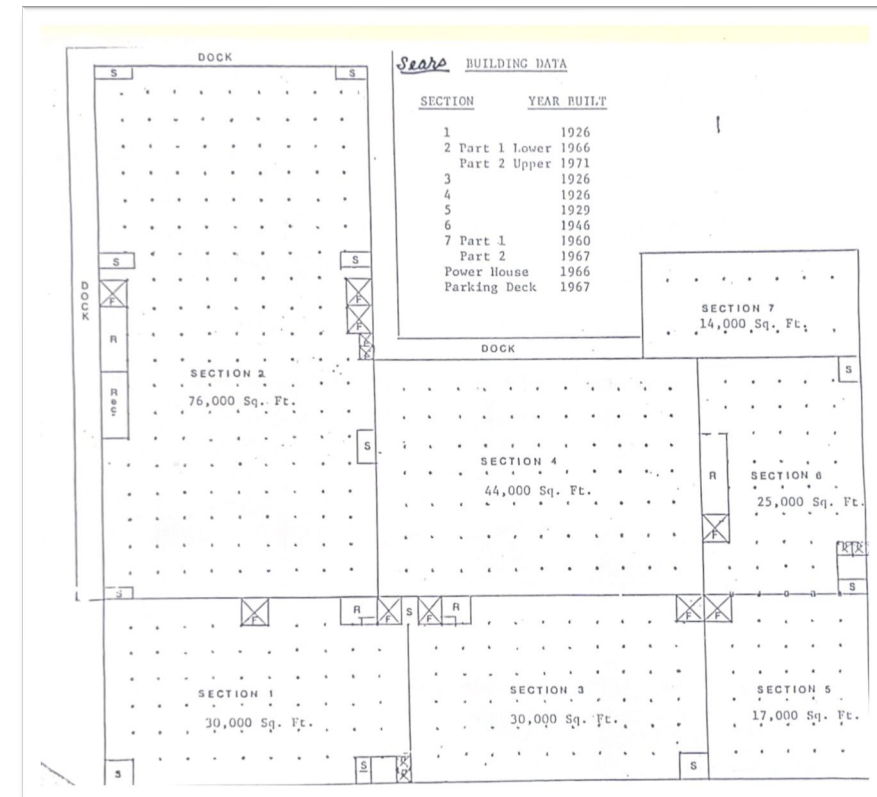 DOCK
S
S
Sears BUILDING DATA
SECTION YEAR BUILT
1 1926
2 Part 1 Lower 1966
Part 2 Upper 1971
3 1926
4 1926
5 1929
6 1946
7 Part 1 1960
Part 2 1967
Power House 1966
Parking Deck 1967
S
S
DOCK
F
F
F
R
Rec.
SECTION 2
76,000 Sq. Ft.
S
S
DOCK
SECTION 7
14,000 Sq. Ft.
S
SECTION 4
44,000 Sq. Ft.
R
F
SECTION 6
25,000 Sq. Ft.
S
F
R
F
S
F
R
F
F
SECTION 1
30,000 Sq. Ft.
S
S
SECTION 3
30,000 Sq. Ft.
S
SECTION 5
17,000 Sq. Ft.